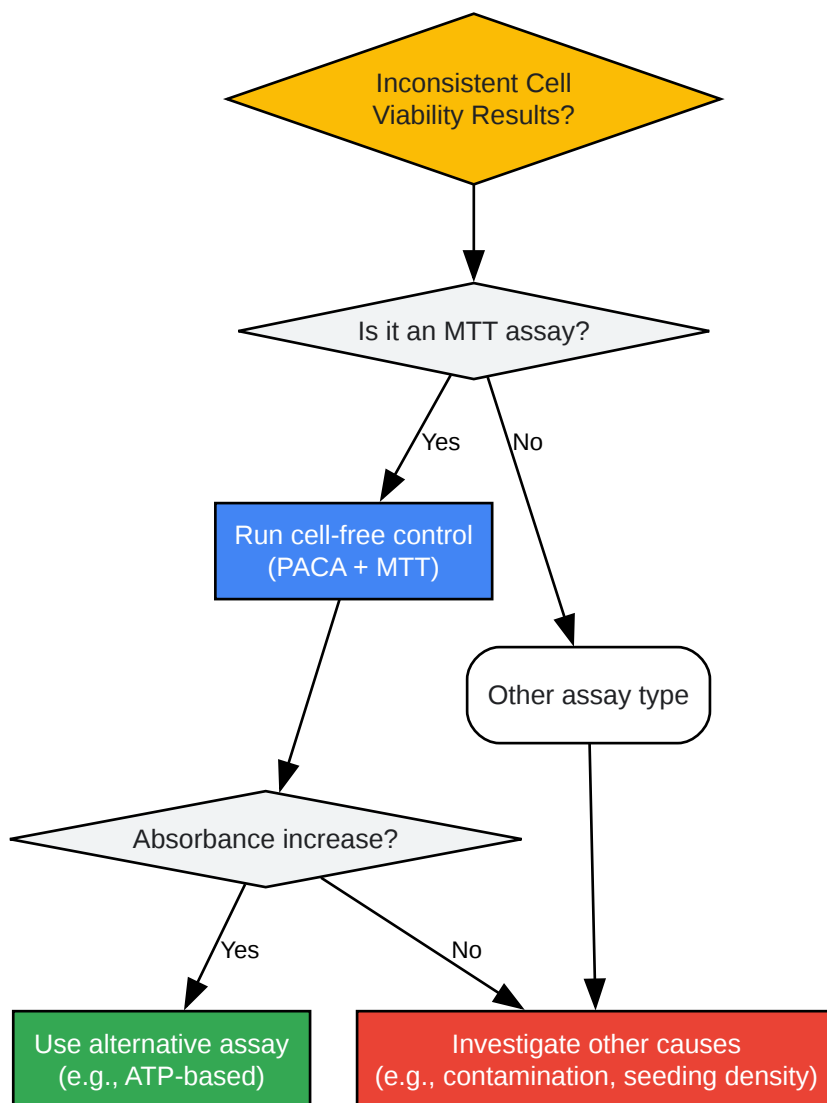 Inconsistent Cell
Viability Results?
Is it an MTT assay?
Yes
No
Run cell-free control
(PACA + MTT)
Other assay type
Absorbance increase?
Yes
No
Use alternative assay
(e.g., ATP-based)
Investigate other causes
(e.g., contamination, seeding density)